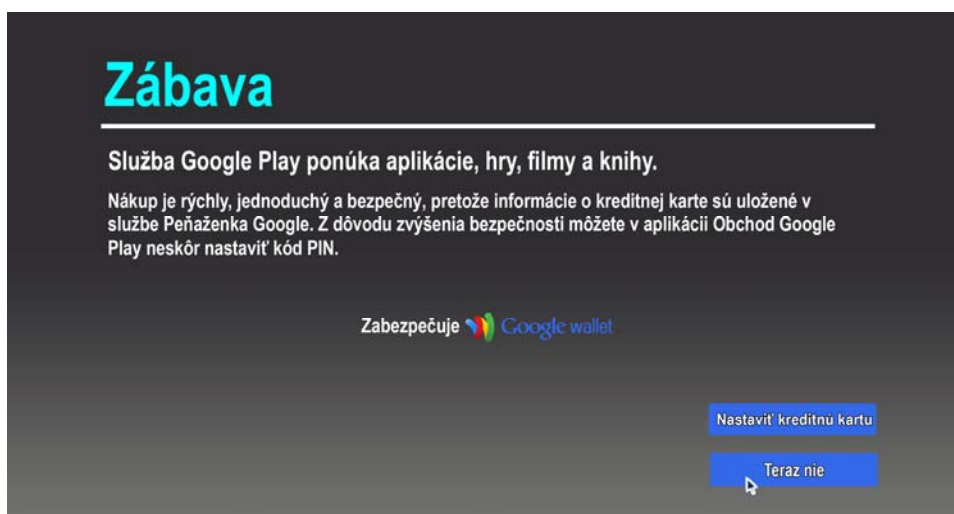 Zábava
Služba Google Play ponúka aplikácie, hry, filmy a knihy.
Nákup je rýchly, jednoduchý a bezpečný, pretože informácie o kreditnej karte sú uložené v
službe Peňaženka Google. Z dôvodu zvýšenia bezpečnosti môžete v aplikácii Obchod Google
Play neskôr nastaviť kód PIN.
Zabezpečuje Google wallet
Nastaviť kreditnú kartu
Teraz nie